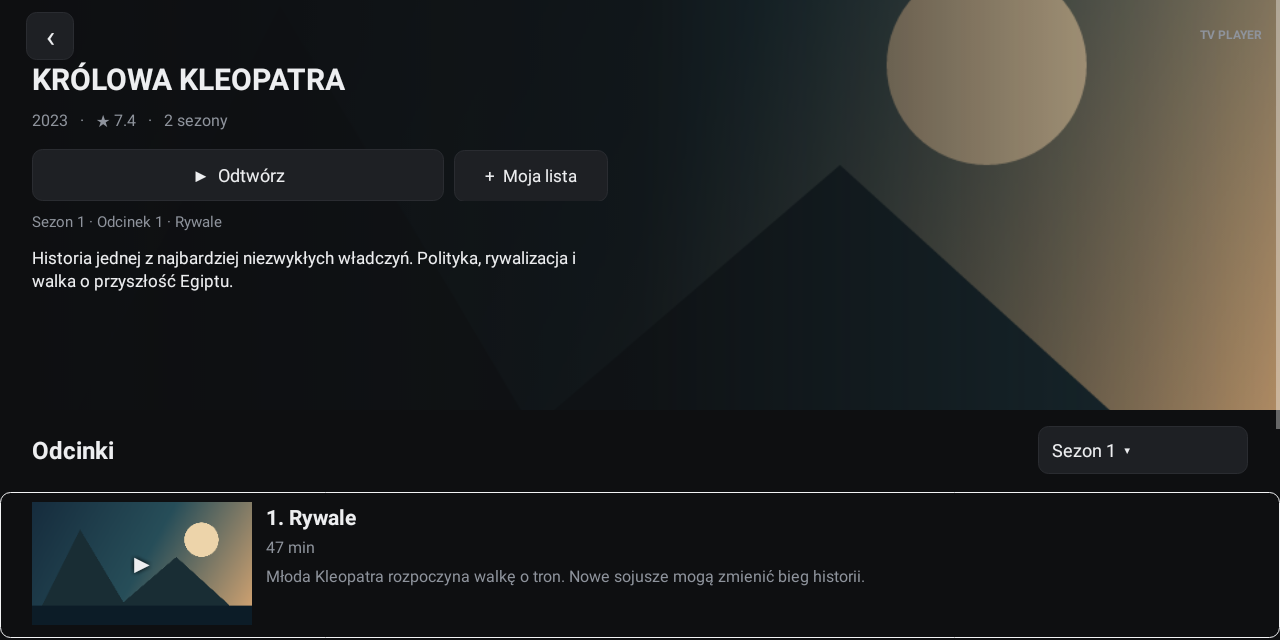 ‹
TV PLAYER
KRÓLOWA KLEOPATRA
2023 · ★ 7.4 · 2 sezony
► Odtwórz
+ Moja lista
Sezon 1 · Odcinek 1 · Rywale
Historia jednej z najbardziej niezwykłych władczyń. Polityka, rywalizacja i
walka o przyszłość Egiptu.
Odcinki
Sezon 1 ▾
1. Rywale
47 min
Młoda Kleopatra rozpoczyna walkę o tron. Nowe sojusze mogą zmienić bieg historii.